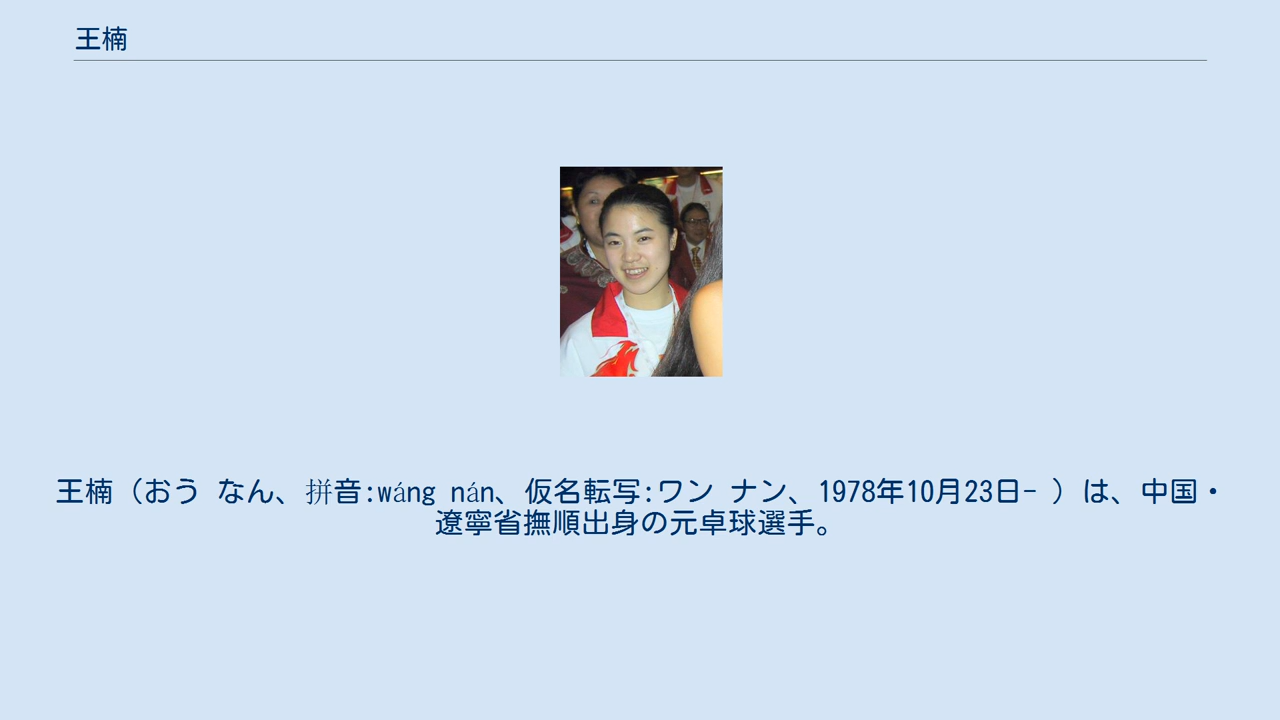 王楠
王楠（おう なん、拼音:wáng nán、仮名転写:ワン ナン、1978年10月23日- ）は、中国・
遼寧省撫順出身の元卓球選手。